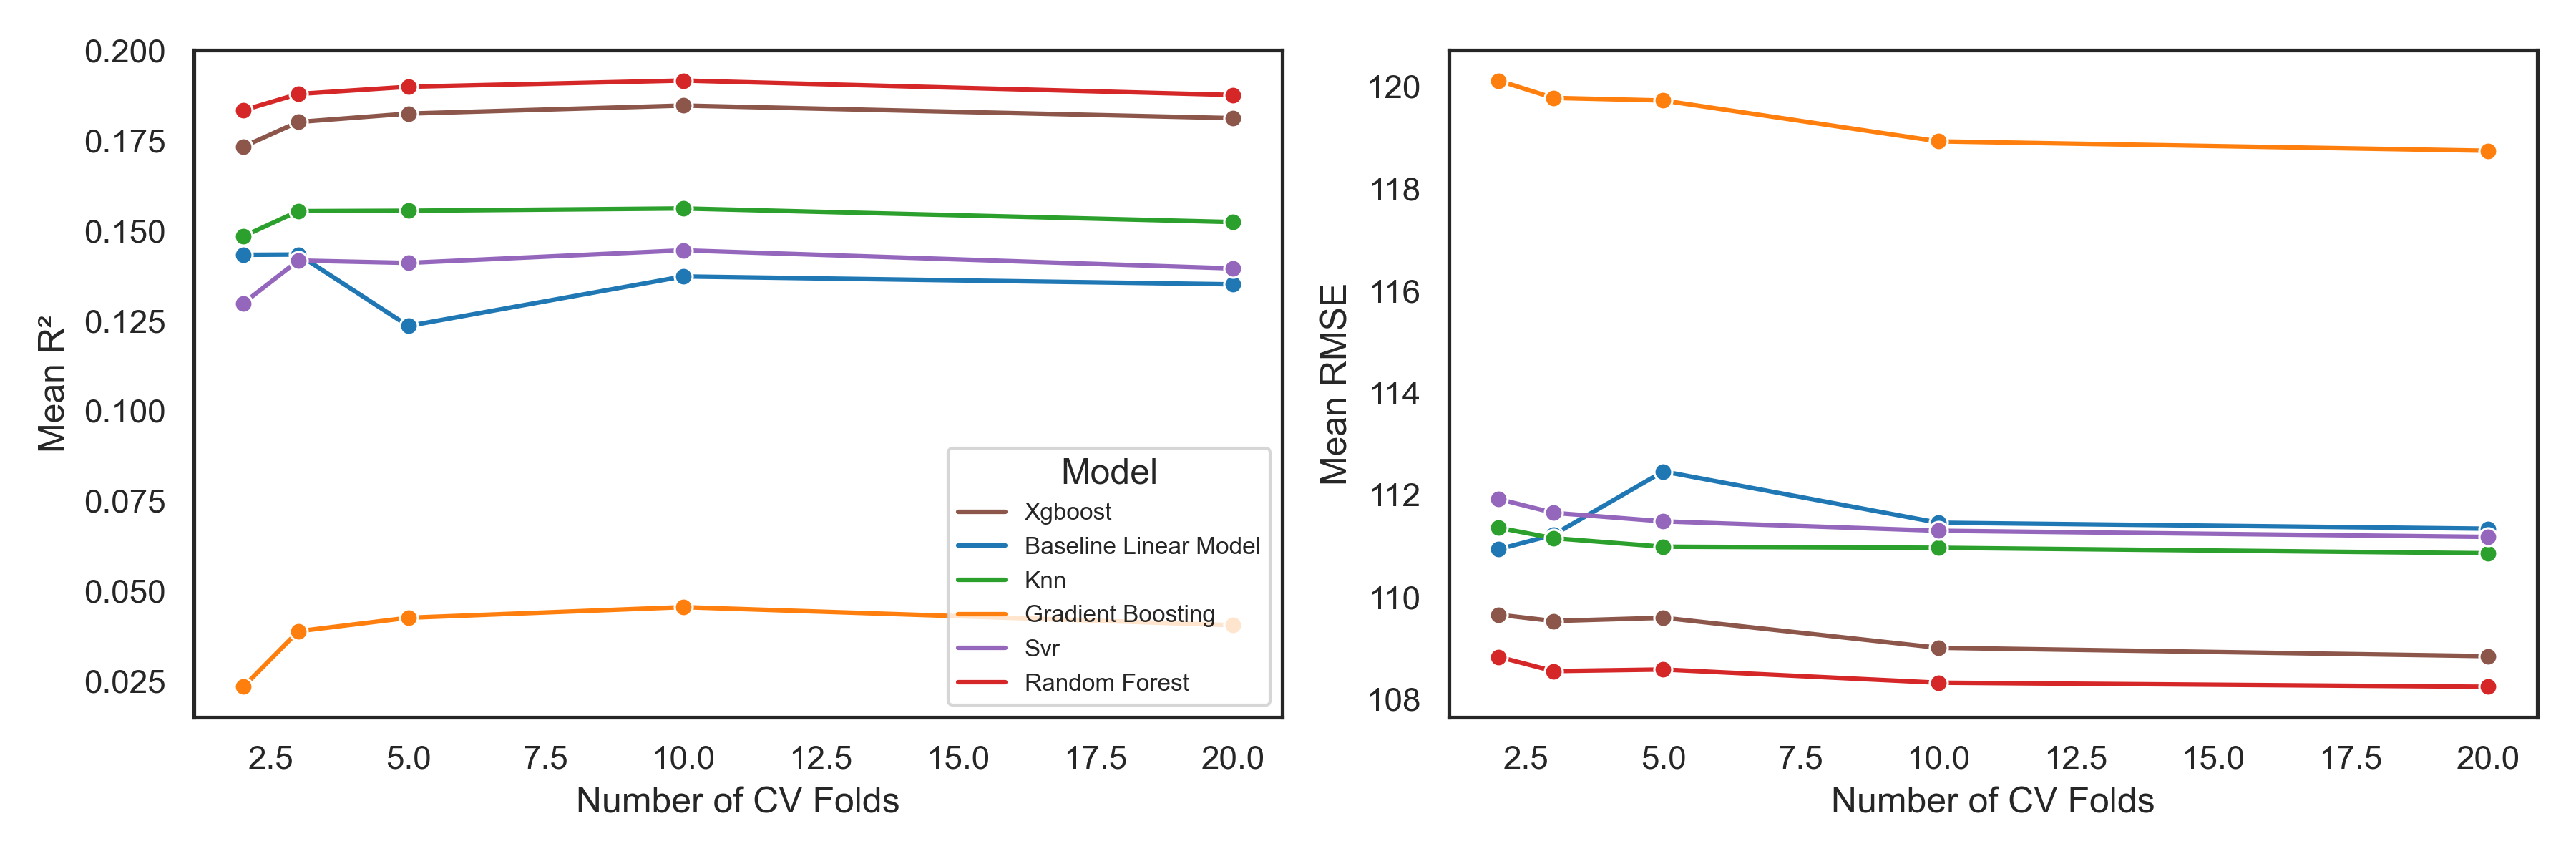 0.200
0.175
0.150
0.125
0.100
0.075
0.050
0.025
Mean R²
2.5 5.0 7.5 10.0 12.5 15.0 17.5 20.0
Number of CV Folds
Model
Xgboost
Baseline Linear Model
Knn
Gradient Boosting
Svr
Random Forest
120
118
116
114
112
110
108
Mean RMSE
2.5 5.0 7.5 10.0 12.5 15.0 17.5 20.0
Number of CV Folds